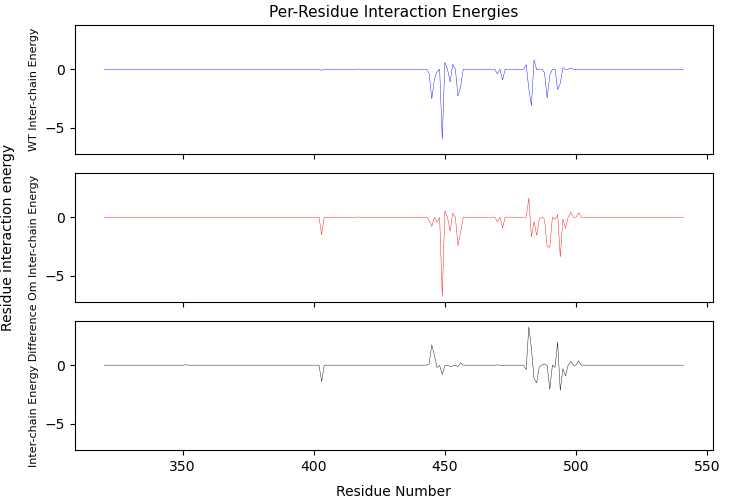 Per-Residue Interaction Energies
Residue interaction energy
WT Inter-chain Energy
0
−5
Om Inter-chain Energy
0
−5
Inter-chain Energy Difference
0
−5
350
400
450
500
550
Residue Number